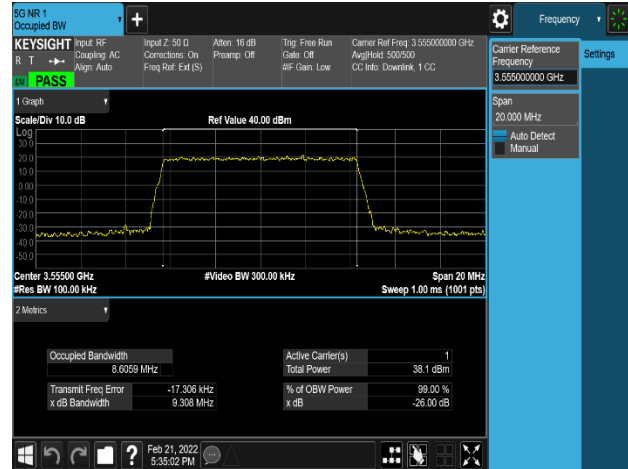 5G NR 1
Occupied BW
Frequency
KEYSIGHT
R T
LW PASS
Input: RF
Coupling: AC
Align: Auto
Input Z: 50 Ω
Corrections: On
Freq Ref: Ext (S)
Atten: 16 dB
Preamp: Off
Trig: Free Run
Gate: Off
#IF Gain: Low
Carrier Ref Freq: 3.555000000 GHz
Avg|Hold: 500/500
CC Info: Downlink, 1 CC
Carrier Reference
Frequency
3.555000000 GHz
Settings
Span
20.000 MHz
Auto Detect
Manual
1 Graph
Scale/Div 10.0 dB
Ref Value 40.00 dBm
Log
30.0
20.0
10.0
0.00
-10.0
-20.0
-30.0
-40.0
-50.0
Center 3.55500 GHz
#Video BW 300.00 kHz
Span 20 MHz
#Res BW 100.00 kHz
Sweep 1.00 ms (1001 pts)
2 Metrics
Occupied Bandwidth
8.6059 MHz
Active Carrier(s) 1
Total Power 38.1 dBm
Transmit Freq Error -17.306 kHz
x dB Bandwidth 9.308 MHz
% of OBW Power 99.00 %
x dB -26.00 dB
?
Feb 21, 2022
5:35:02 PM